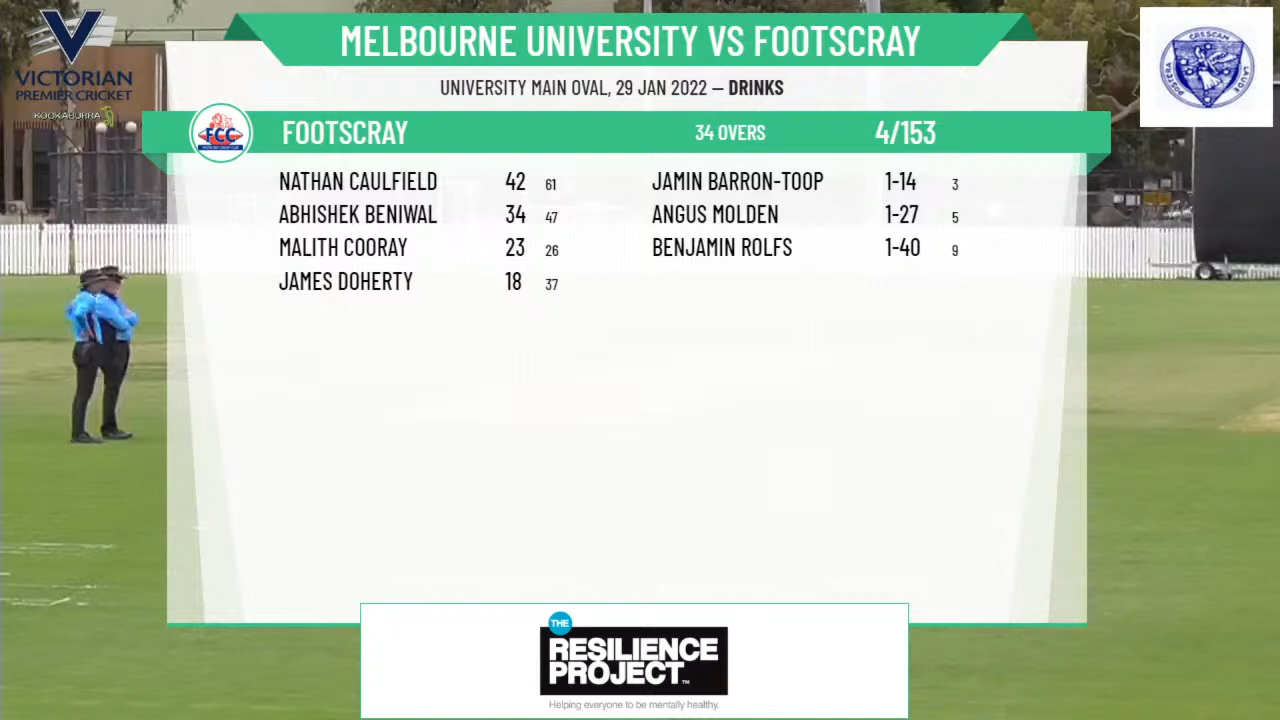 VICTORIAN
PREMIER CRICKET
KOOKABURRA
MELBOURNE UNIVERSITY VS FOOTSCRAY
UNIVERSITY MAIN OVAL, 29 JAN 2022 – DRINKS
FCC
FOOTSCRAY 34 OVERS 4/153
NATHAN CAULFIELD 42 61 JAMIN BARRON-TOOP 1-14 3
ABHISHEK BENIWAL 34 47 ANGUS MOLDEN 1-27 5
MALITH COORAY 23 26 BENJAMIN ROLFS 1-40 9
JAMES DOHERTY 18 37
THE
RESILIENCE
PROJECT™
Helping everyone to be mentally healthy.